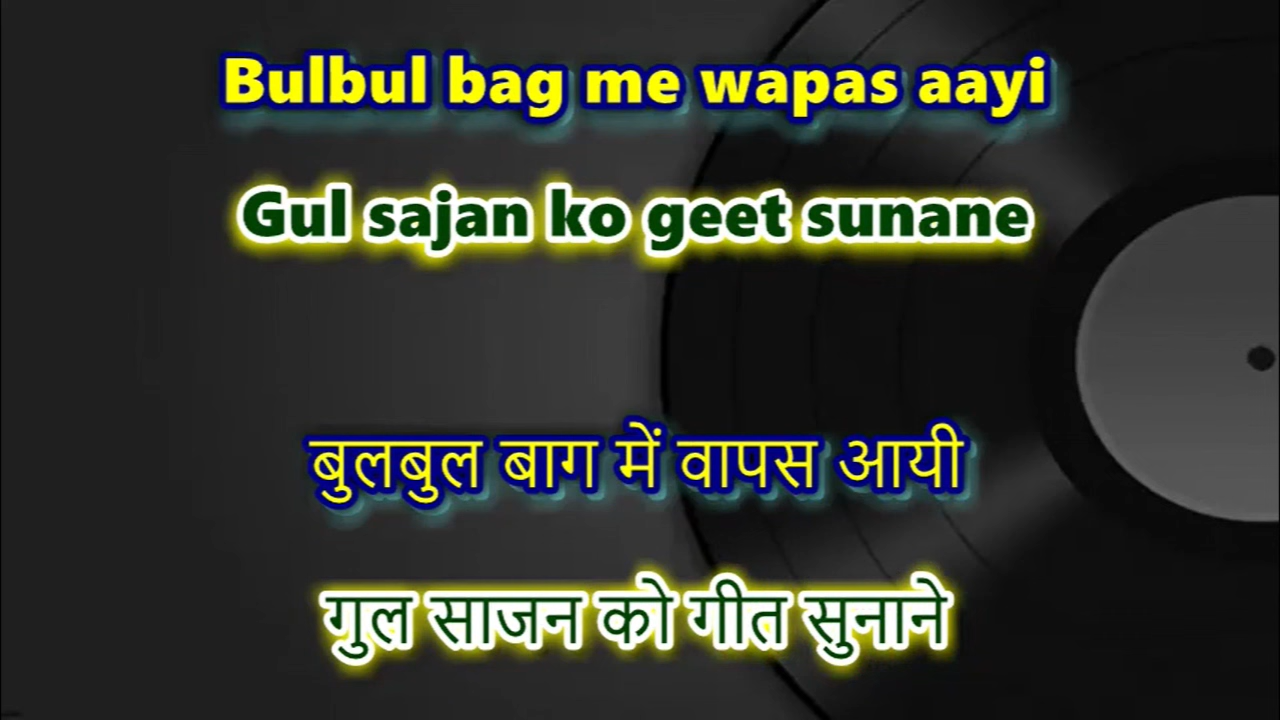 Bulbul bag me wapas aayi
Gul sajan ko geet sunane
बुलबुल बाग में वापस आयी
गुल साजन को गीत सुनाने